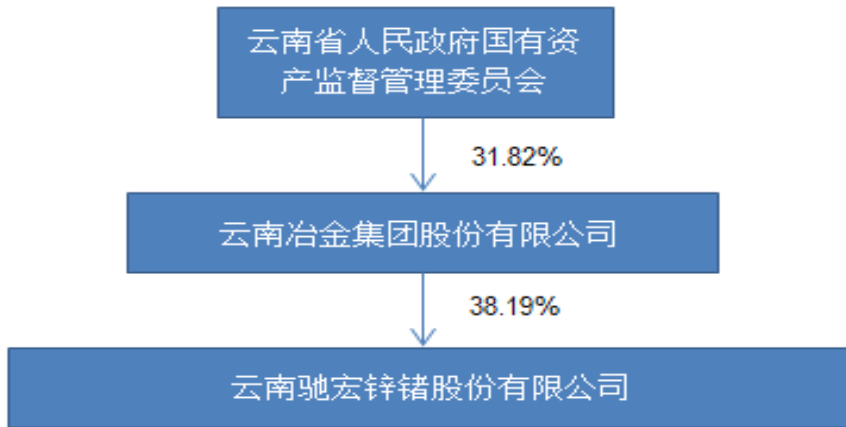 云南省人民政府国有资
产监督管理委员会
31.82%
云南冶金集团股份有限公司
38.19%
云南驰宏锌锗股份有限公司